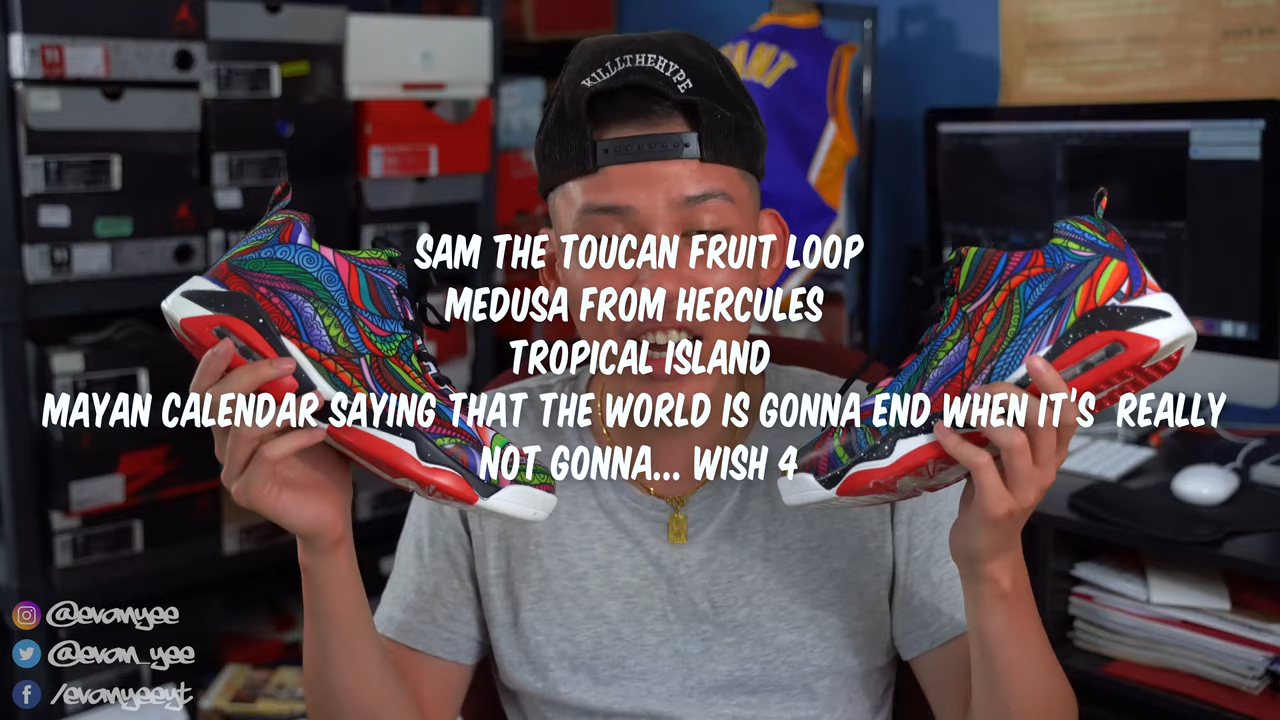 KILLTHEHYPE
ANT
SAM THE TOUCAN FRUIT LOOP
MEDUSA FROM HERCULES
TROPICAL ISLAND
MAYAN CALENDAR SAYING THAT THE WORLD IS GONNA END WHEN IT'S REALLY
NOT GONNA... WISH 4
@evanyee
@evan_yee
/evanyeeyt